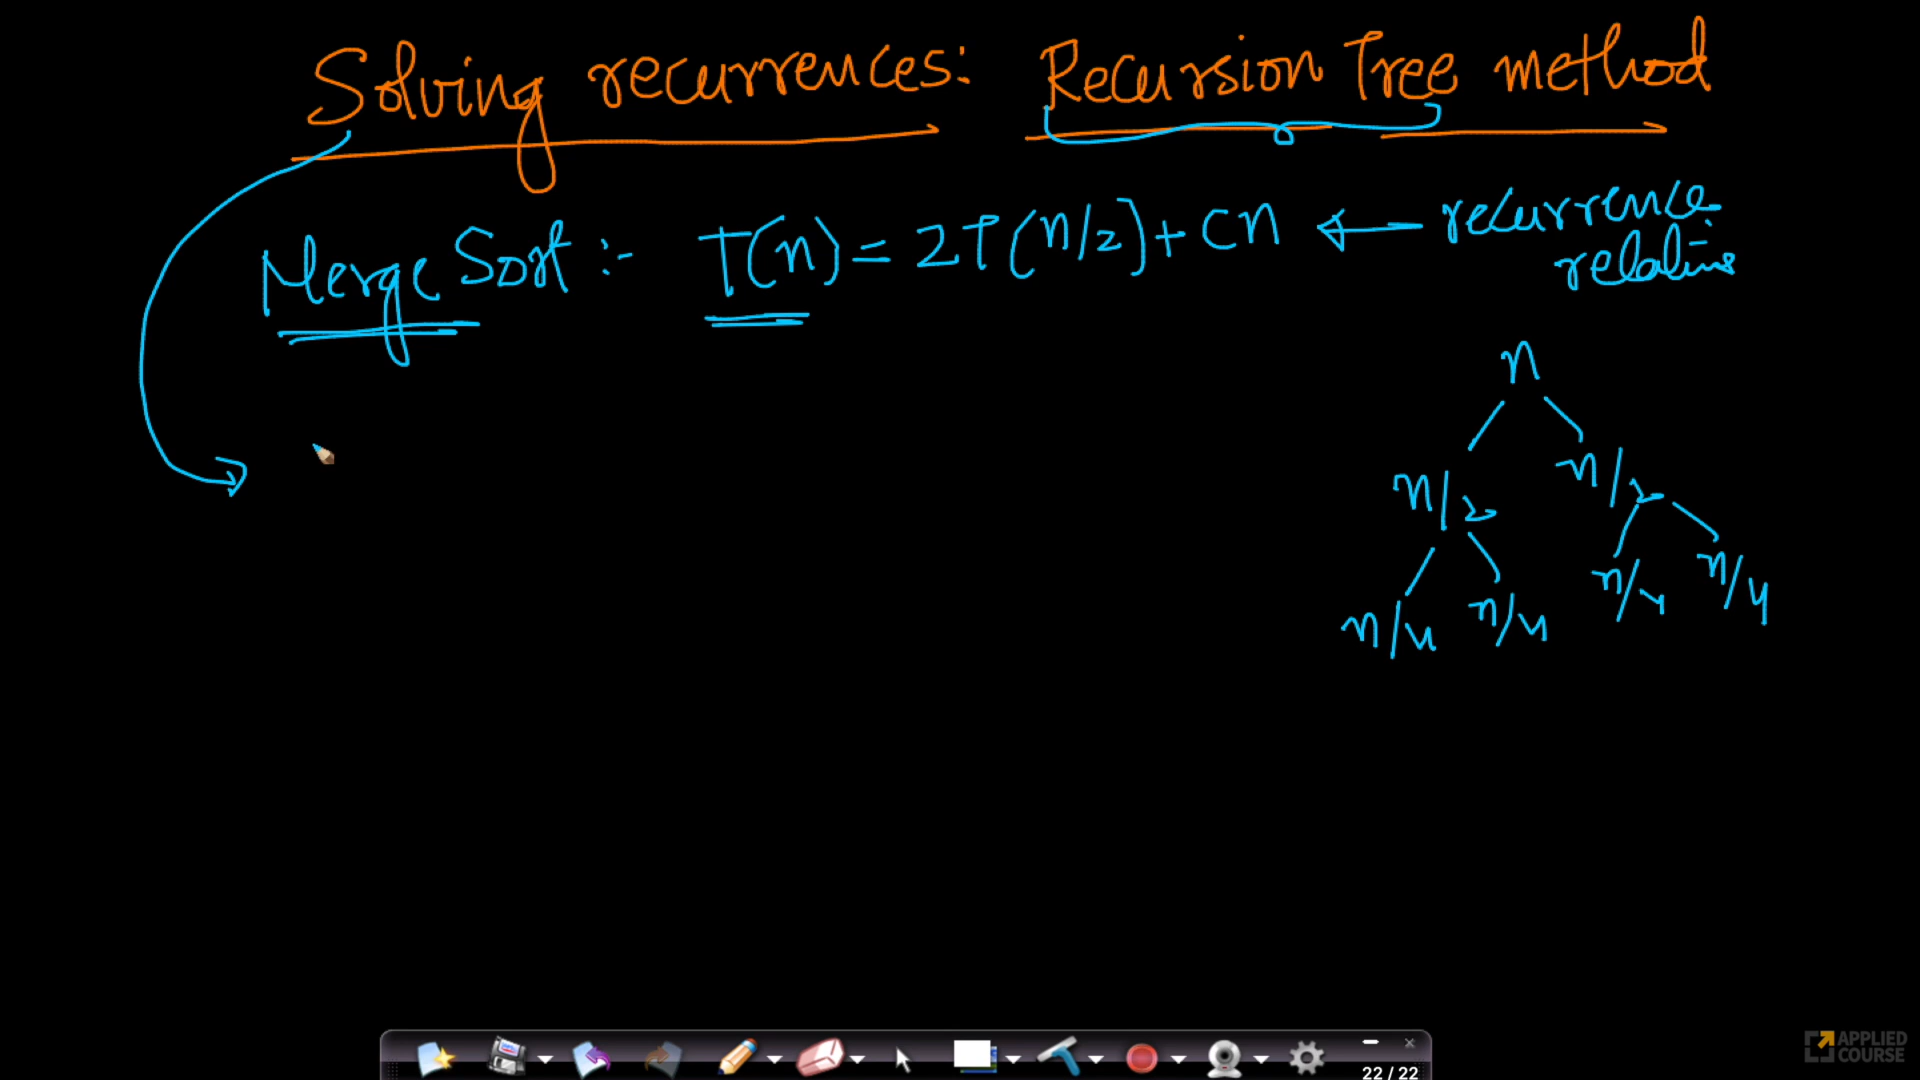 Solving recurrences: Recursion Tree method
Merge Sort :- T(n) = 2T(n/2) + Cn ← recurrence
relations
n
n/2 n/2
n/4 n/4 n/4 n/4
22 / 22
APPLIED
COURSE